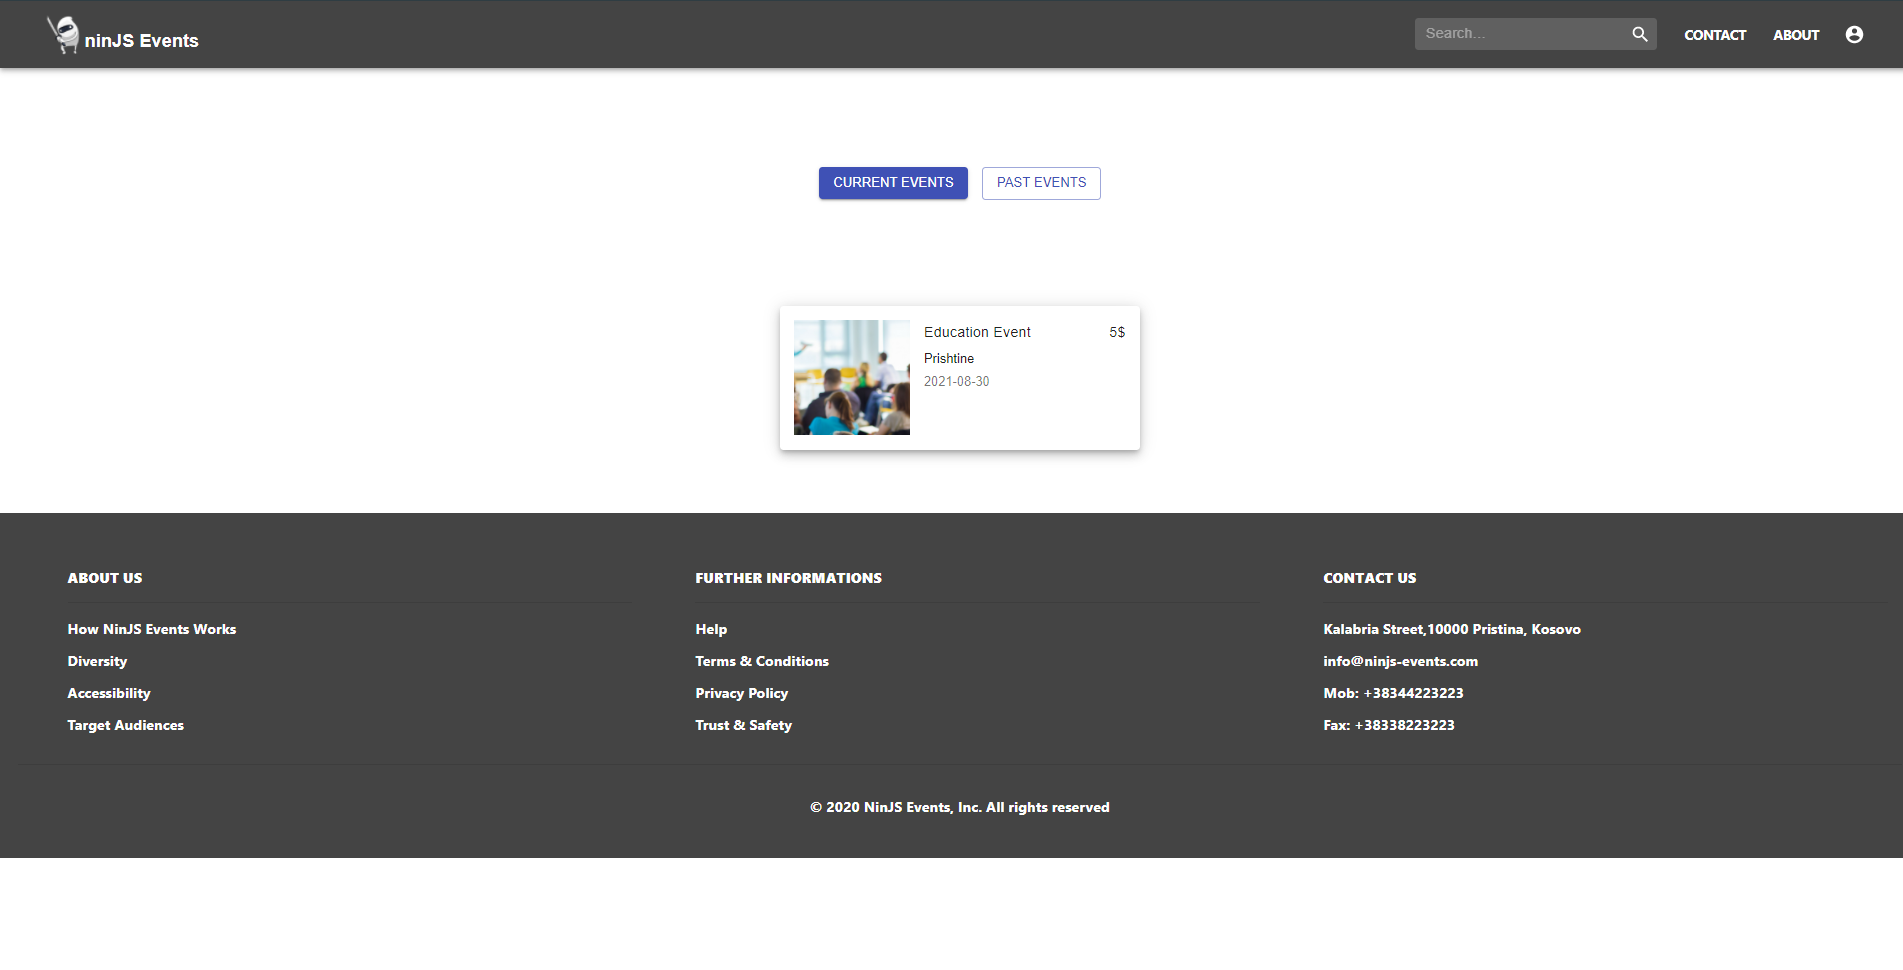 ninJS Events
Search...
CONTACT
ABOUT
CURRENT EVENTS
PAST EVENTS
Education Event
5$
Prishtine
2021-08-30
ABOUT US
How NinJS Events Works
Diversity
Accessibility
Target Audiences
FURTHER INFORMATIONS
Help
Terms & Conditions
Privacy Policy
Trust & Safety
CONTACT US
Kalabria Street,10000 Pristina, Kosovo
info@ninjs-events.com
Mob: +38344223223
Fax: +38338223223
© 2020 NinJS Events, Inc. All rights reserved